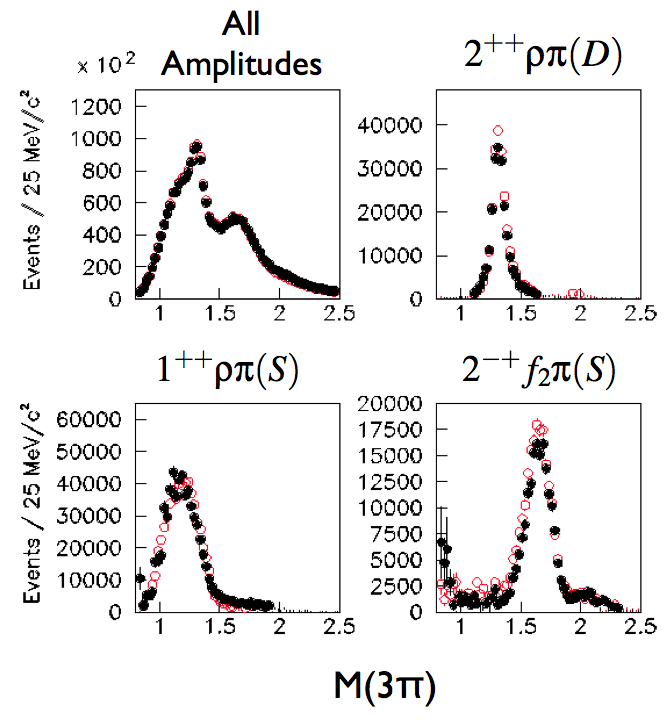 All
Amplitudes
2⁺⁺ρπ(D)
× 10²
Events / 25 MeV/c²
1200
1000
800
600
400
200
0
1 1.5 2 2.5
40000
30000
20000
10000
0
1 1.5 2 2.5
1⁺⁺ρπ(S)
2⁻⁺f₂π(S)
Events / 25 MeV/c²
60000
50000
40000
30000
20000
10000
0
1 1.5 2 2.5
20000
17500
15000
12500
10000
7500
5000
2500
0
1 1.5 2 2.5
M(3π)